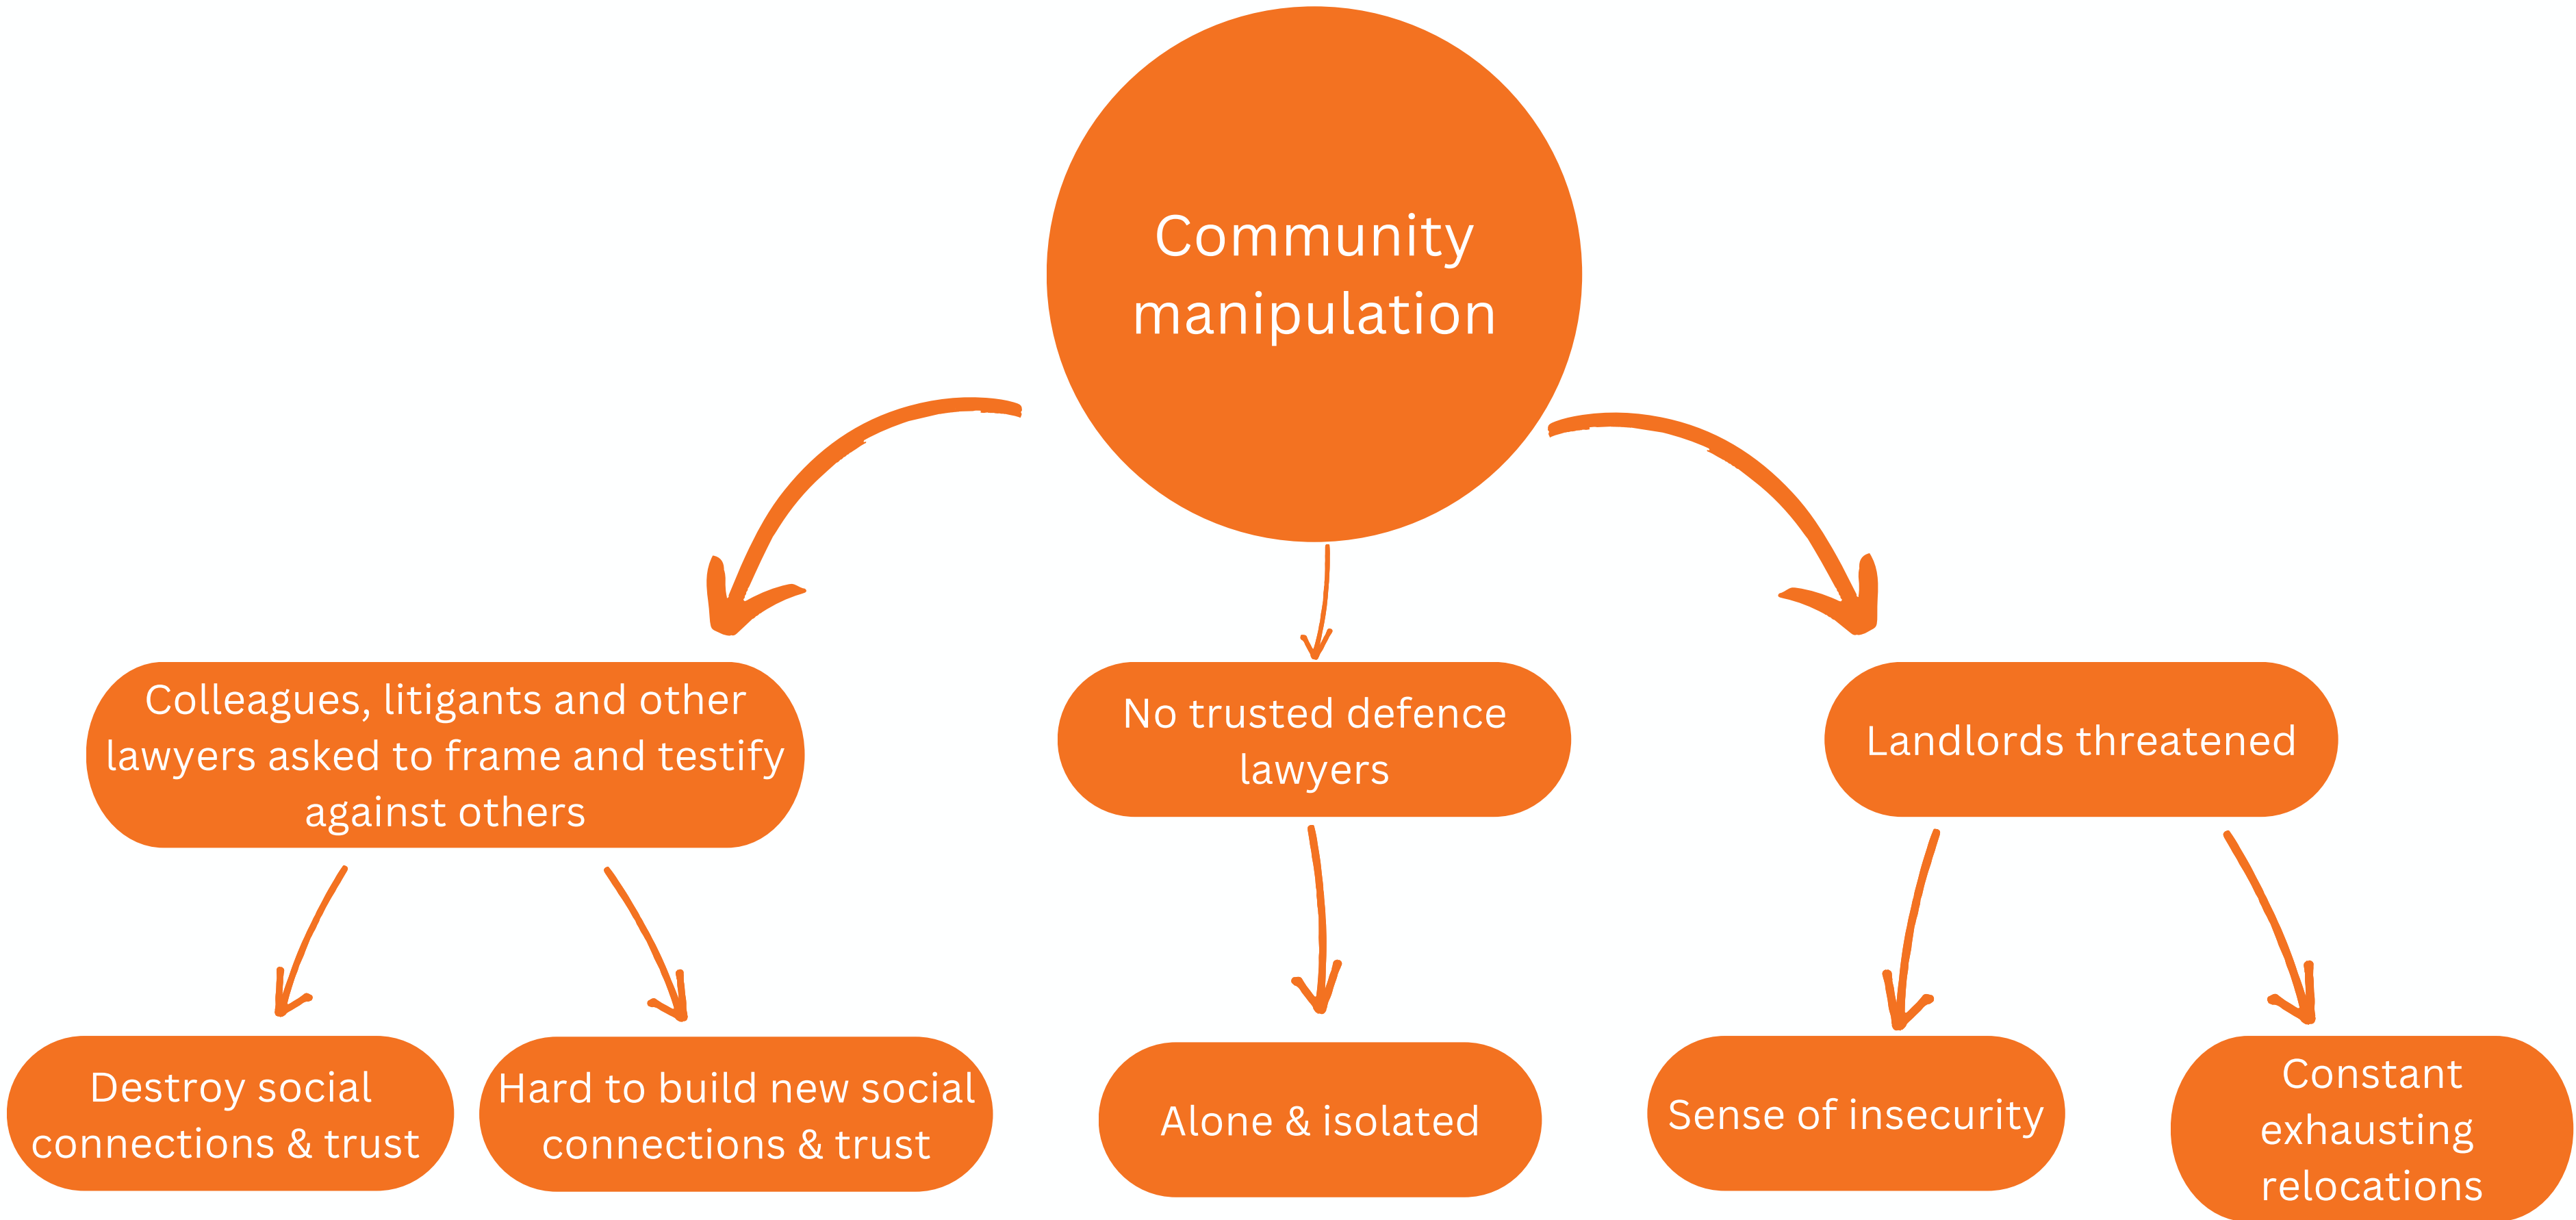 Community
manipulation
Colleagues, litigants and other
lawyers asked to frame and testify
against others
No trusted defence
lawyers
Landlords threatened
Destroy social
connections & trust
Hard to build new social
connections & trust
Alone & isolated
Sense of insecurity
Constant
exhausting
relocations